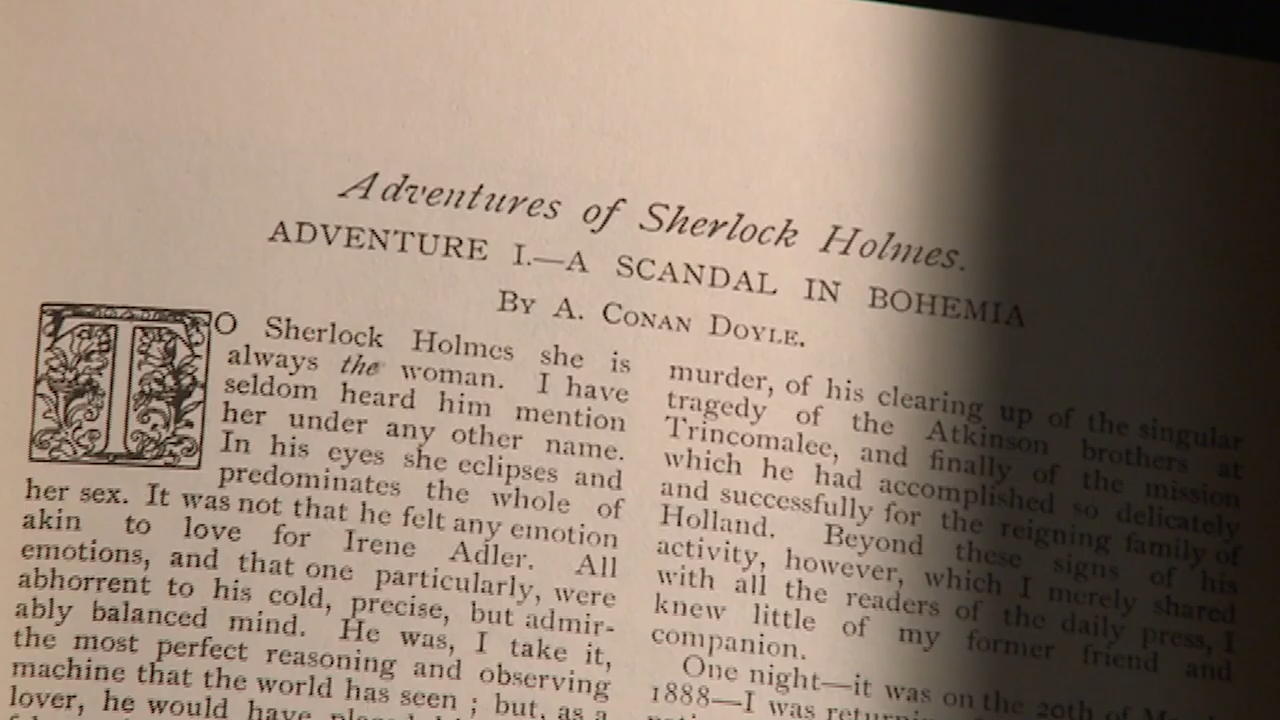 Adventures of Sherlock Holmes.
ADVENTURE I.—A SCANDAL IN BOHEMIA
BY A. CONAN DOYLE.
TO Sherlock Holmes she is
always the woman. I have
seldom heard him mention
her under any other name.
In his eyes she eclipses and
predominates the whole of
her sex. It was not that he felt any emotion
akin to love for Irene Adler. All
emotions, and that one particularly, were
abhorrent to his cold, precise, but admir-
ably balanced mind. He was, I take it,
the most perfect reasoning and observing
machine that the world has seen ; but, as a
lover, he would have
murder, of his clearing up of the singular
tragedy of the Atkinson brothers at
Trincomalee, and finally of the mission
which he had accomplished so delicately
and successfully for the reigning family of
Holland. Beyond these signs of his
activity, however, which I merely shared
with all the readers of the daily press, I
knew little of my former friend and
companion.
One night—it was on the 20th of
1888—I was